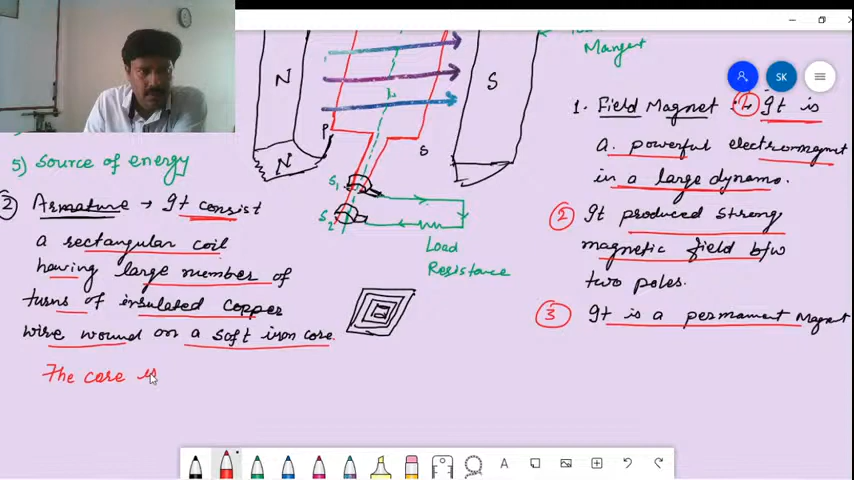 Magnet
N
S
N
P
S
S1
S2
Load
Resistance
5) Source of energy
2 Armature → It consist
a rectangular coil
having large number of
turns of insulated copper
wire wound on a soft iron core.
The core is
SK
1. Field Magnet :- 1 It is
a powerful electromagnet
in a large dynamo.
2 It produced strong
magnetic field b/w
two poles.
3 It is a permament Magnet
A